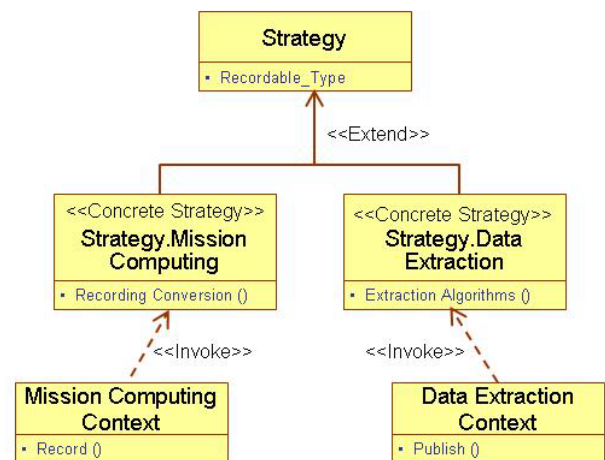 Strategy
Recordable_Type
<<Extend>>
<<Concrete Strategy>>
Strategy.Mission
Computing
Recording Conversion ()
<<Concrete Strategy>>
Strategy.Data
Extraction
Extraction Algorithms ()
<<Invoke>>
<<Invoke>>
Mission Computing
Context
Record ()
Data Extraction
Context
Publish ()